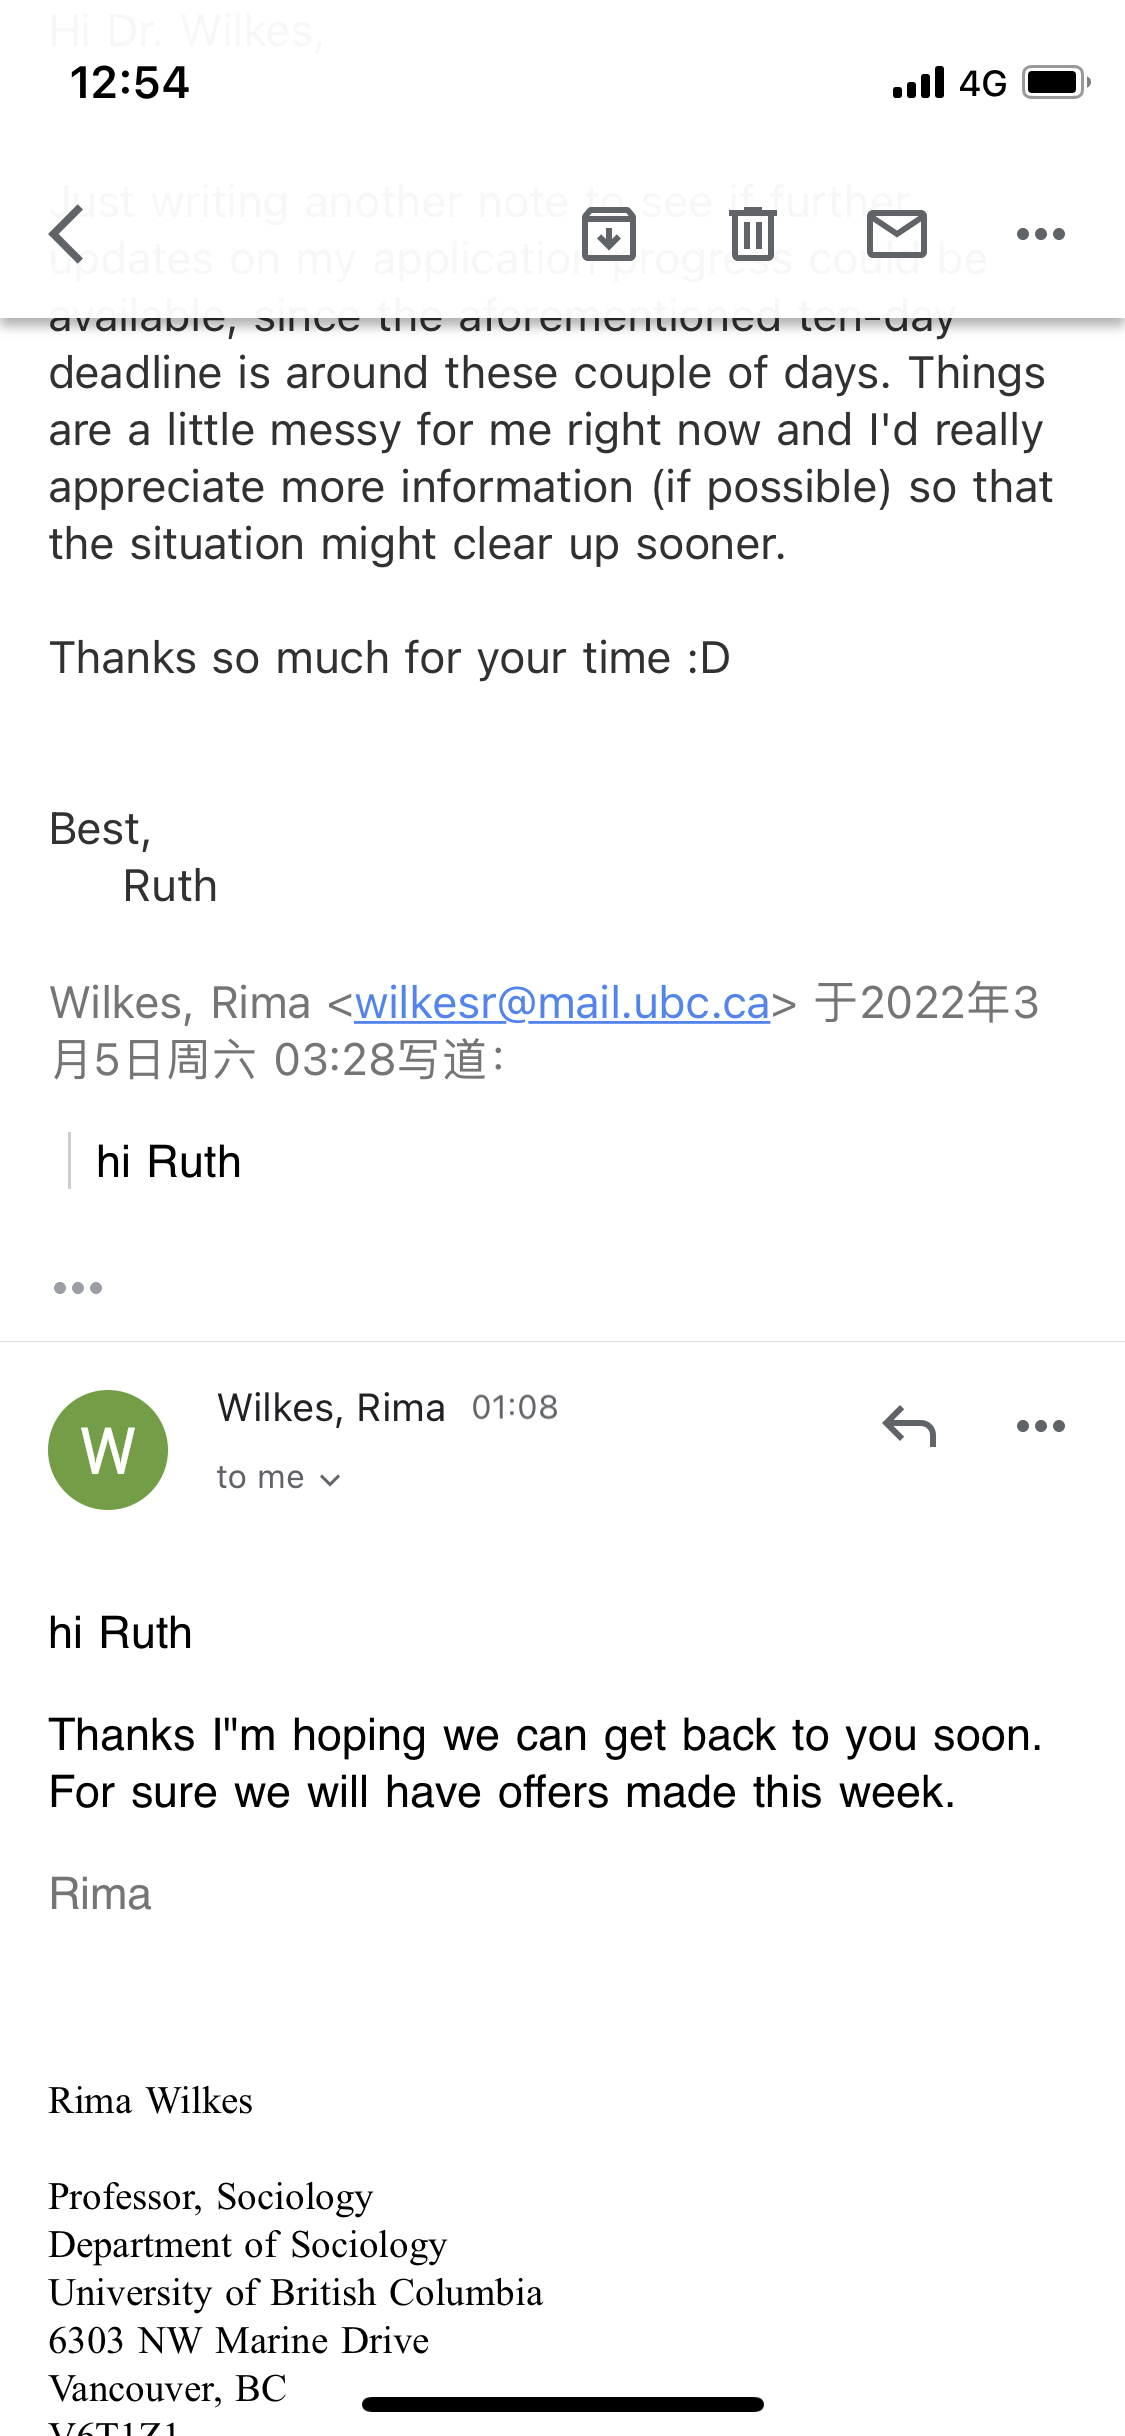 Hi Dr. Wilkes,
12:54
4G
Just writing another note to see if further
updates on my application progress could be
available, since the aforementioned ten-day
deadline is around these couple of days. Things
are a little messy for me right now and I'd really
appreciate more information (if possible) so that
the situation might clear up sooner.
Thanks so much for your time :D
Best,
Ruth
Wilkes, Rima <wilkesr@mail.ubc.ca> 于2022年3
月5日周六 03:28写道:
hi Ruth
W
Wilkes, Rima 01:08
to me
hi Ruth
Thanks I"m hoping we can get back to you soon.
For sure we will have offers made this week.
Rima
Rima Wilkes
Professor, Sociology
Department of Sociology
University of British Columbia
6303 NW Marine Drive
Vancouver, BC
V6T1Z1